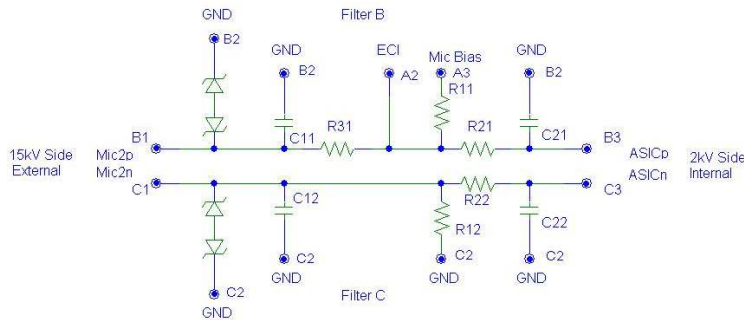 GND
Filter B
B2
ECI
GND
Mic Bias
GND
B2
A2
A3
B2
R11
R31
C11
R21
C21
B1
B3
15kV Side
External
Mic2p
Mic2n
ASICp
ASICn
2kV Side
Internal
C1
C3
C12
R22
R12
C22
C2
C2
C2
GND
GND
GND
C2
GND
Filter C